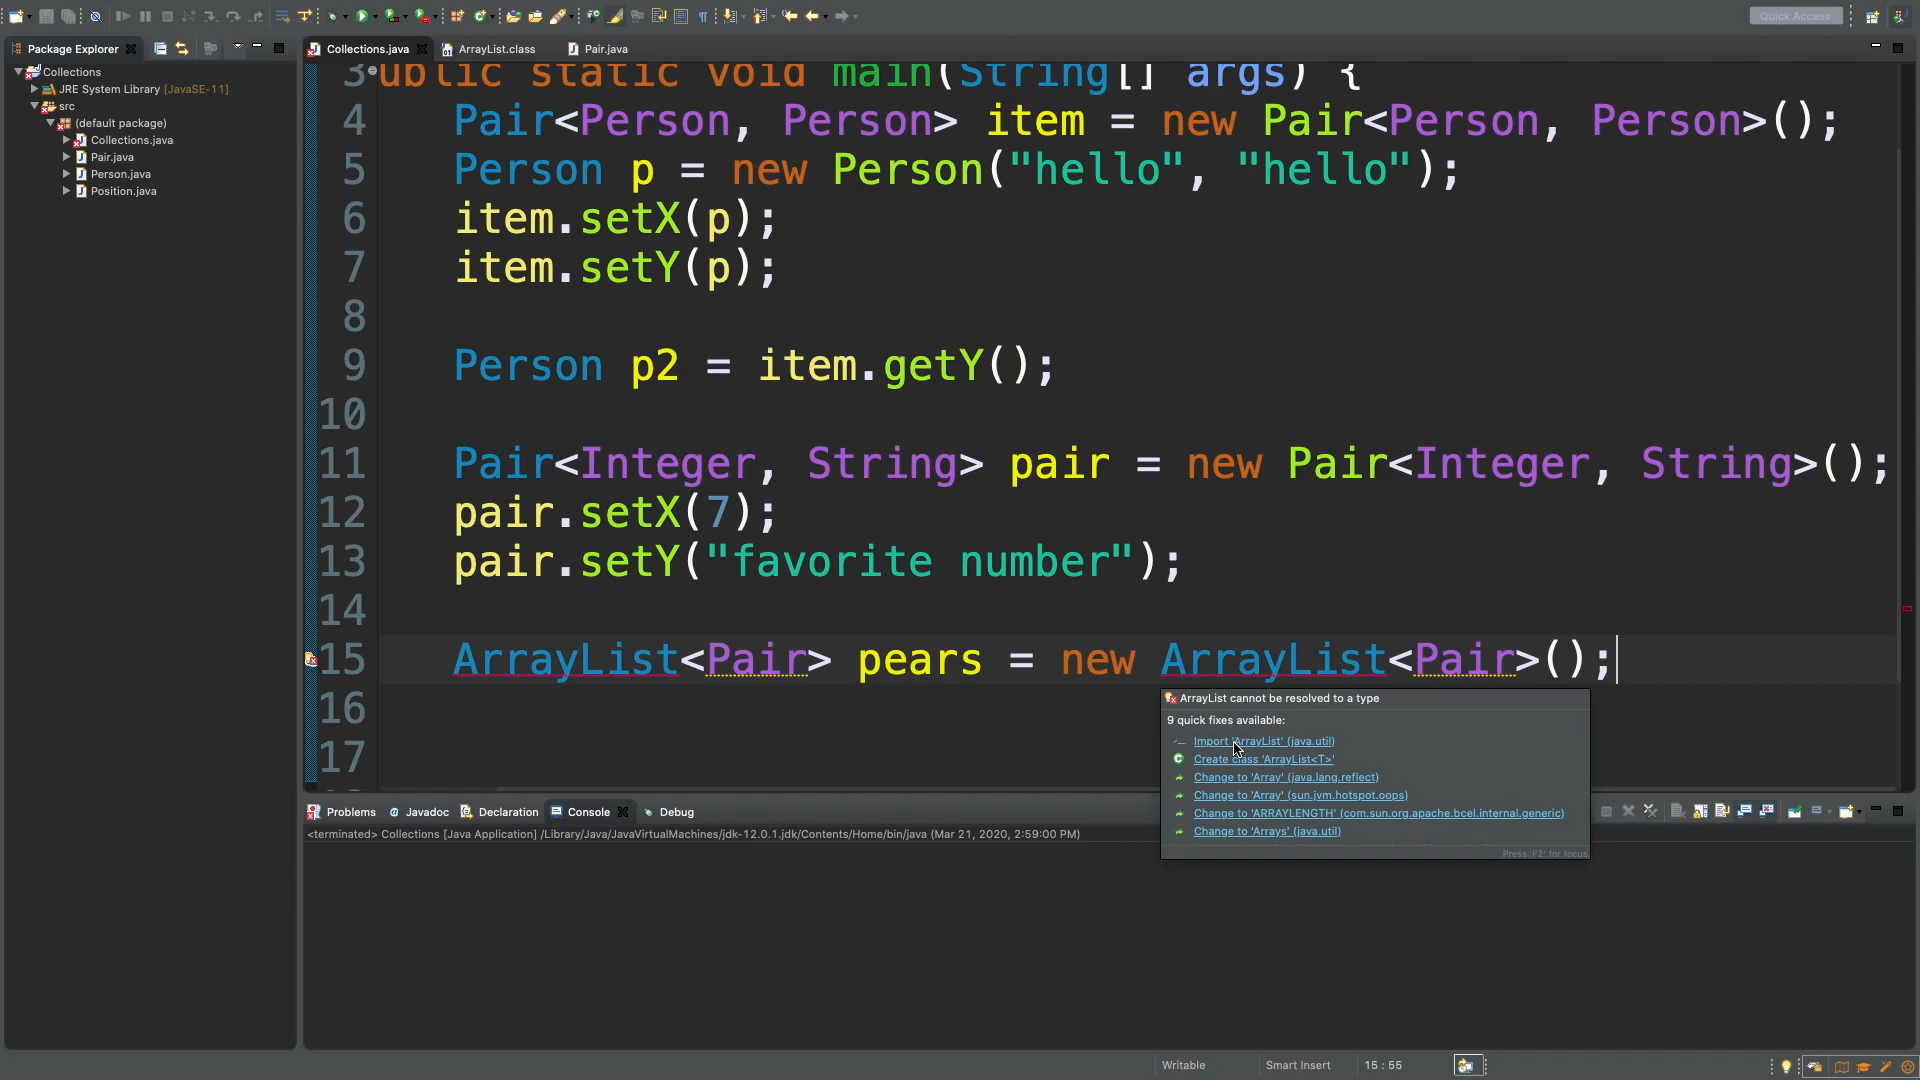 Quick Access
Package Explorer
Collections.java
ArrayList.class
Pair.java
Collections
JRE System Library [JavaSE-11]
src
(default package)
Collections.java
Pair.java
Person.java
Position.java
3 ublic static void main(String[] args) {
4 Pair<Person, Person> item = new Pair<Person, Person>();
5 Person p = new Person("hello", "hello");
6 item.setX(p);
7 item.setY(p);
8
9 Person p2 = item.getY();
10
11 Pair<Integer, String> pair = new Pair<Integer, String>();
12 pair.setX(7);
13 pair.setY("favorite number");
14
15 ArrayList<Pair> pears = new ArrayList<Pair>();
16
17
ArrayList cannot be resolved to a type
9 quick fixes available:
Import 'ArrayList' (java.util)
Create class 'ArrayList<T>'
Change to 'Array' (java.lang.reflect)
Change to 'Array' (sun.jvm.hotspot.oops)
Change to 'ARRAYLENGTH' (com.sun.org.apache.bcel.internal.generic)
Change to 'Arrays' (java.util)
Press 'F2' for focus
Problems
Javadoc
Declaration
Console
Debug
<terminated> Collections [Java Application] /Library/Java/JavaVirtualMachines/jdk-12.0.1.jdk/Contents/Home/bin/java (Mar 21, 2020, 2:59:00 PM)
Writable
Smart Insert
15 : 55